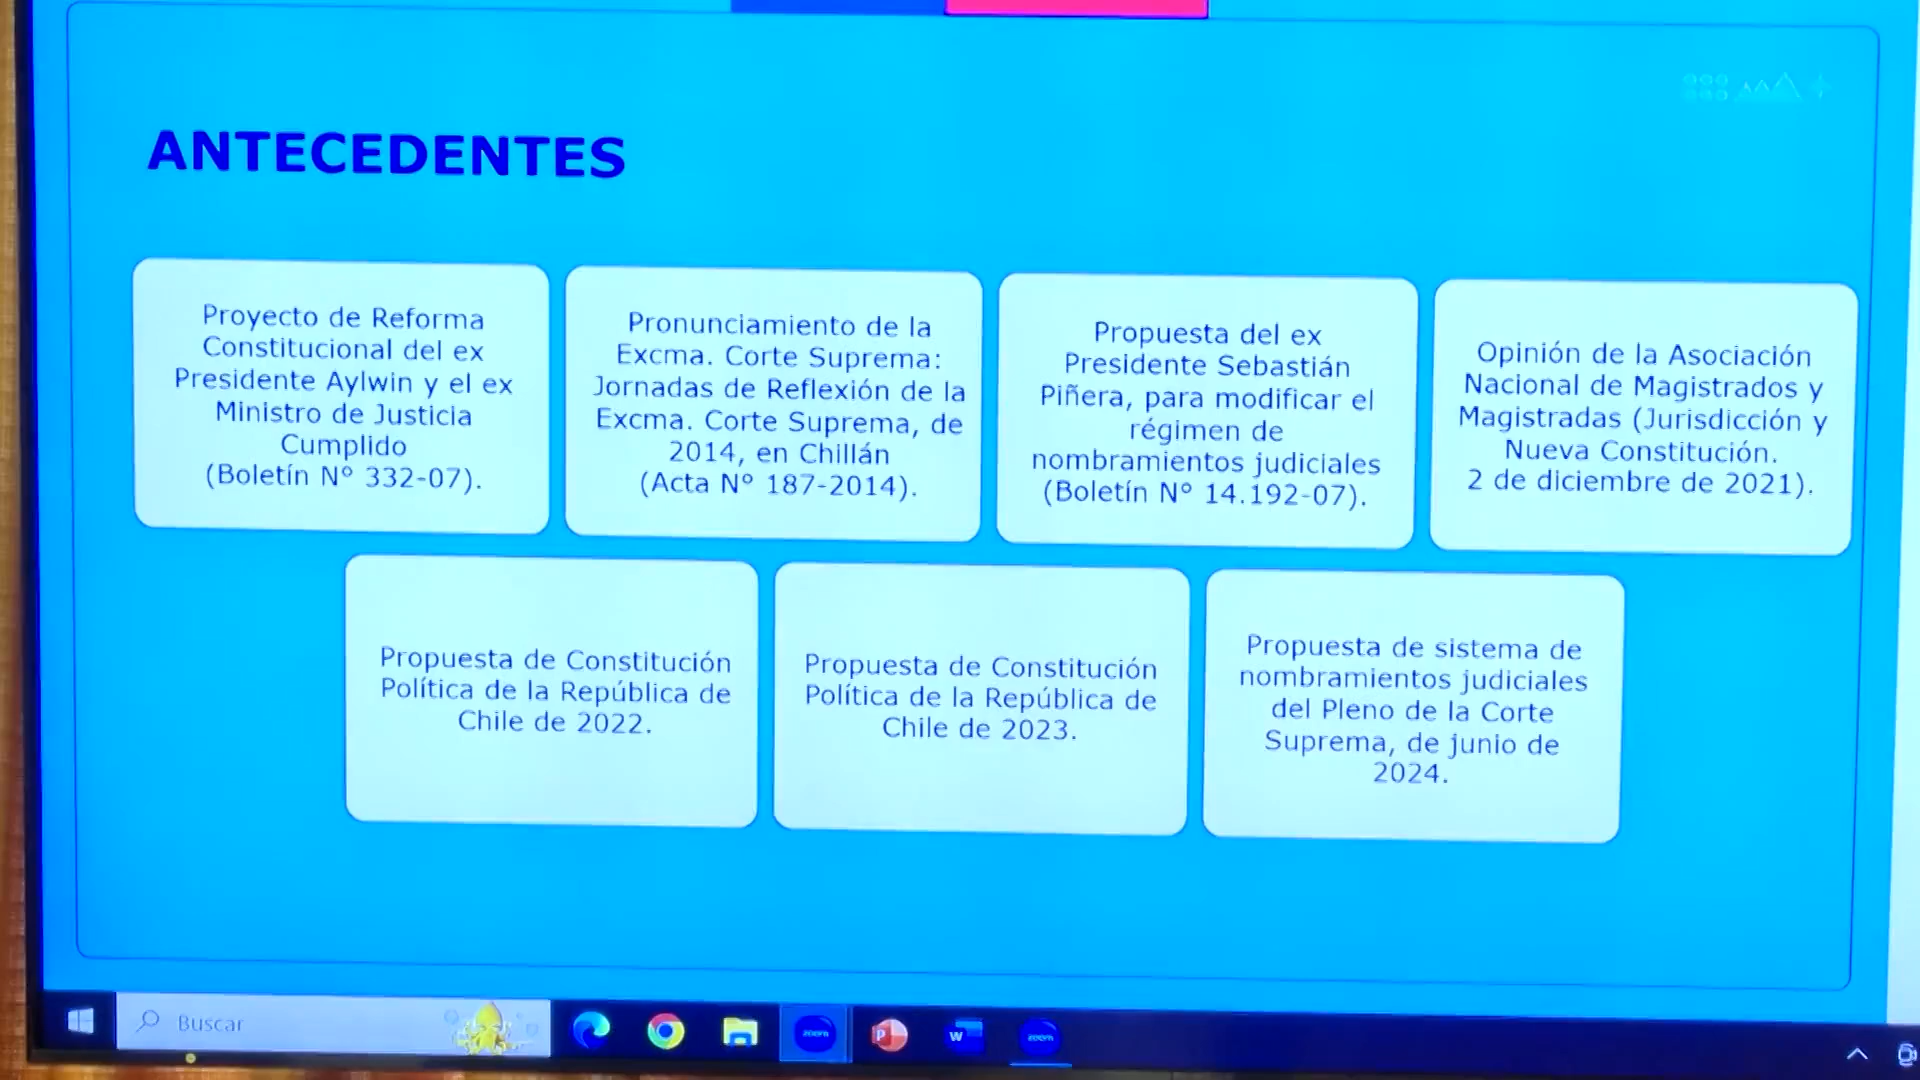 ANTECEDENTES
Proyecto de Reforma
Constitucional del ex
Presidente Aylwin y el ex
Ministro de Justicia
Cumplido
(Boletín Nº 332-07).
Pronunciamiento de la
Excma. Corte Suprema:
Jornadas de Reflexión de la
Excma. Corte Suprema, de
2014, en Chillán
(Acta Nº 187-2014).
Propuesta del ex
Presidente Sebastián
Piñera, para modificar el
régimen de
nombramientos judiciales
(Boletín Nº 14.192-07).
Opinión de la Asociación
Nacional de Magistrados y
Magistradas (Jurisdicción y
Nueva Constitución.
2 de diciembre de 2021).
Propuesta de Constitución
Política de la República de
Chile de 2022.
Propuesta de Constitución
Política de la República de
Chile de 2023.
Propuesta de sistema de
nombramientos judiciales
del Pleno de la Corte
Suprema, de junio de
2024.
Buscar
zoom
P
W
zoom